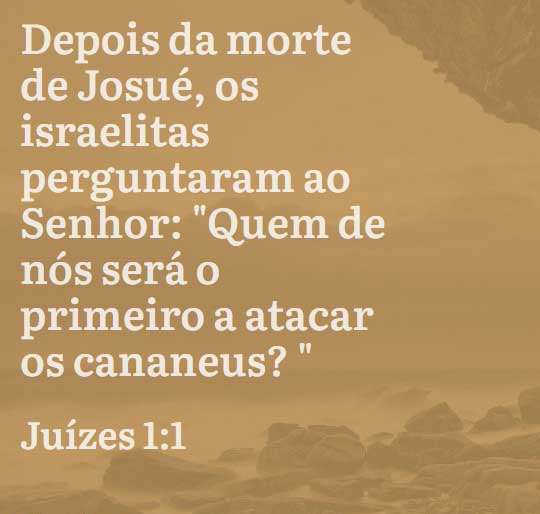 Depois da morte
de Josué, os
israelitas
perguntaram ao
Senhor: "Quem de
nós será o
primeiro a atacar
os cananeus? "
Juízes 1:1